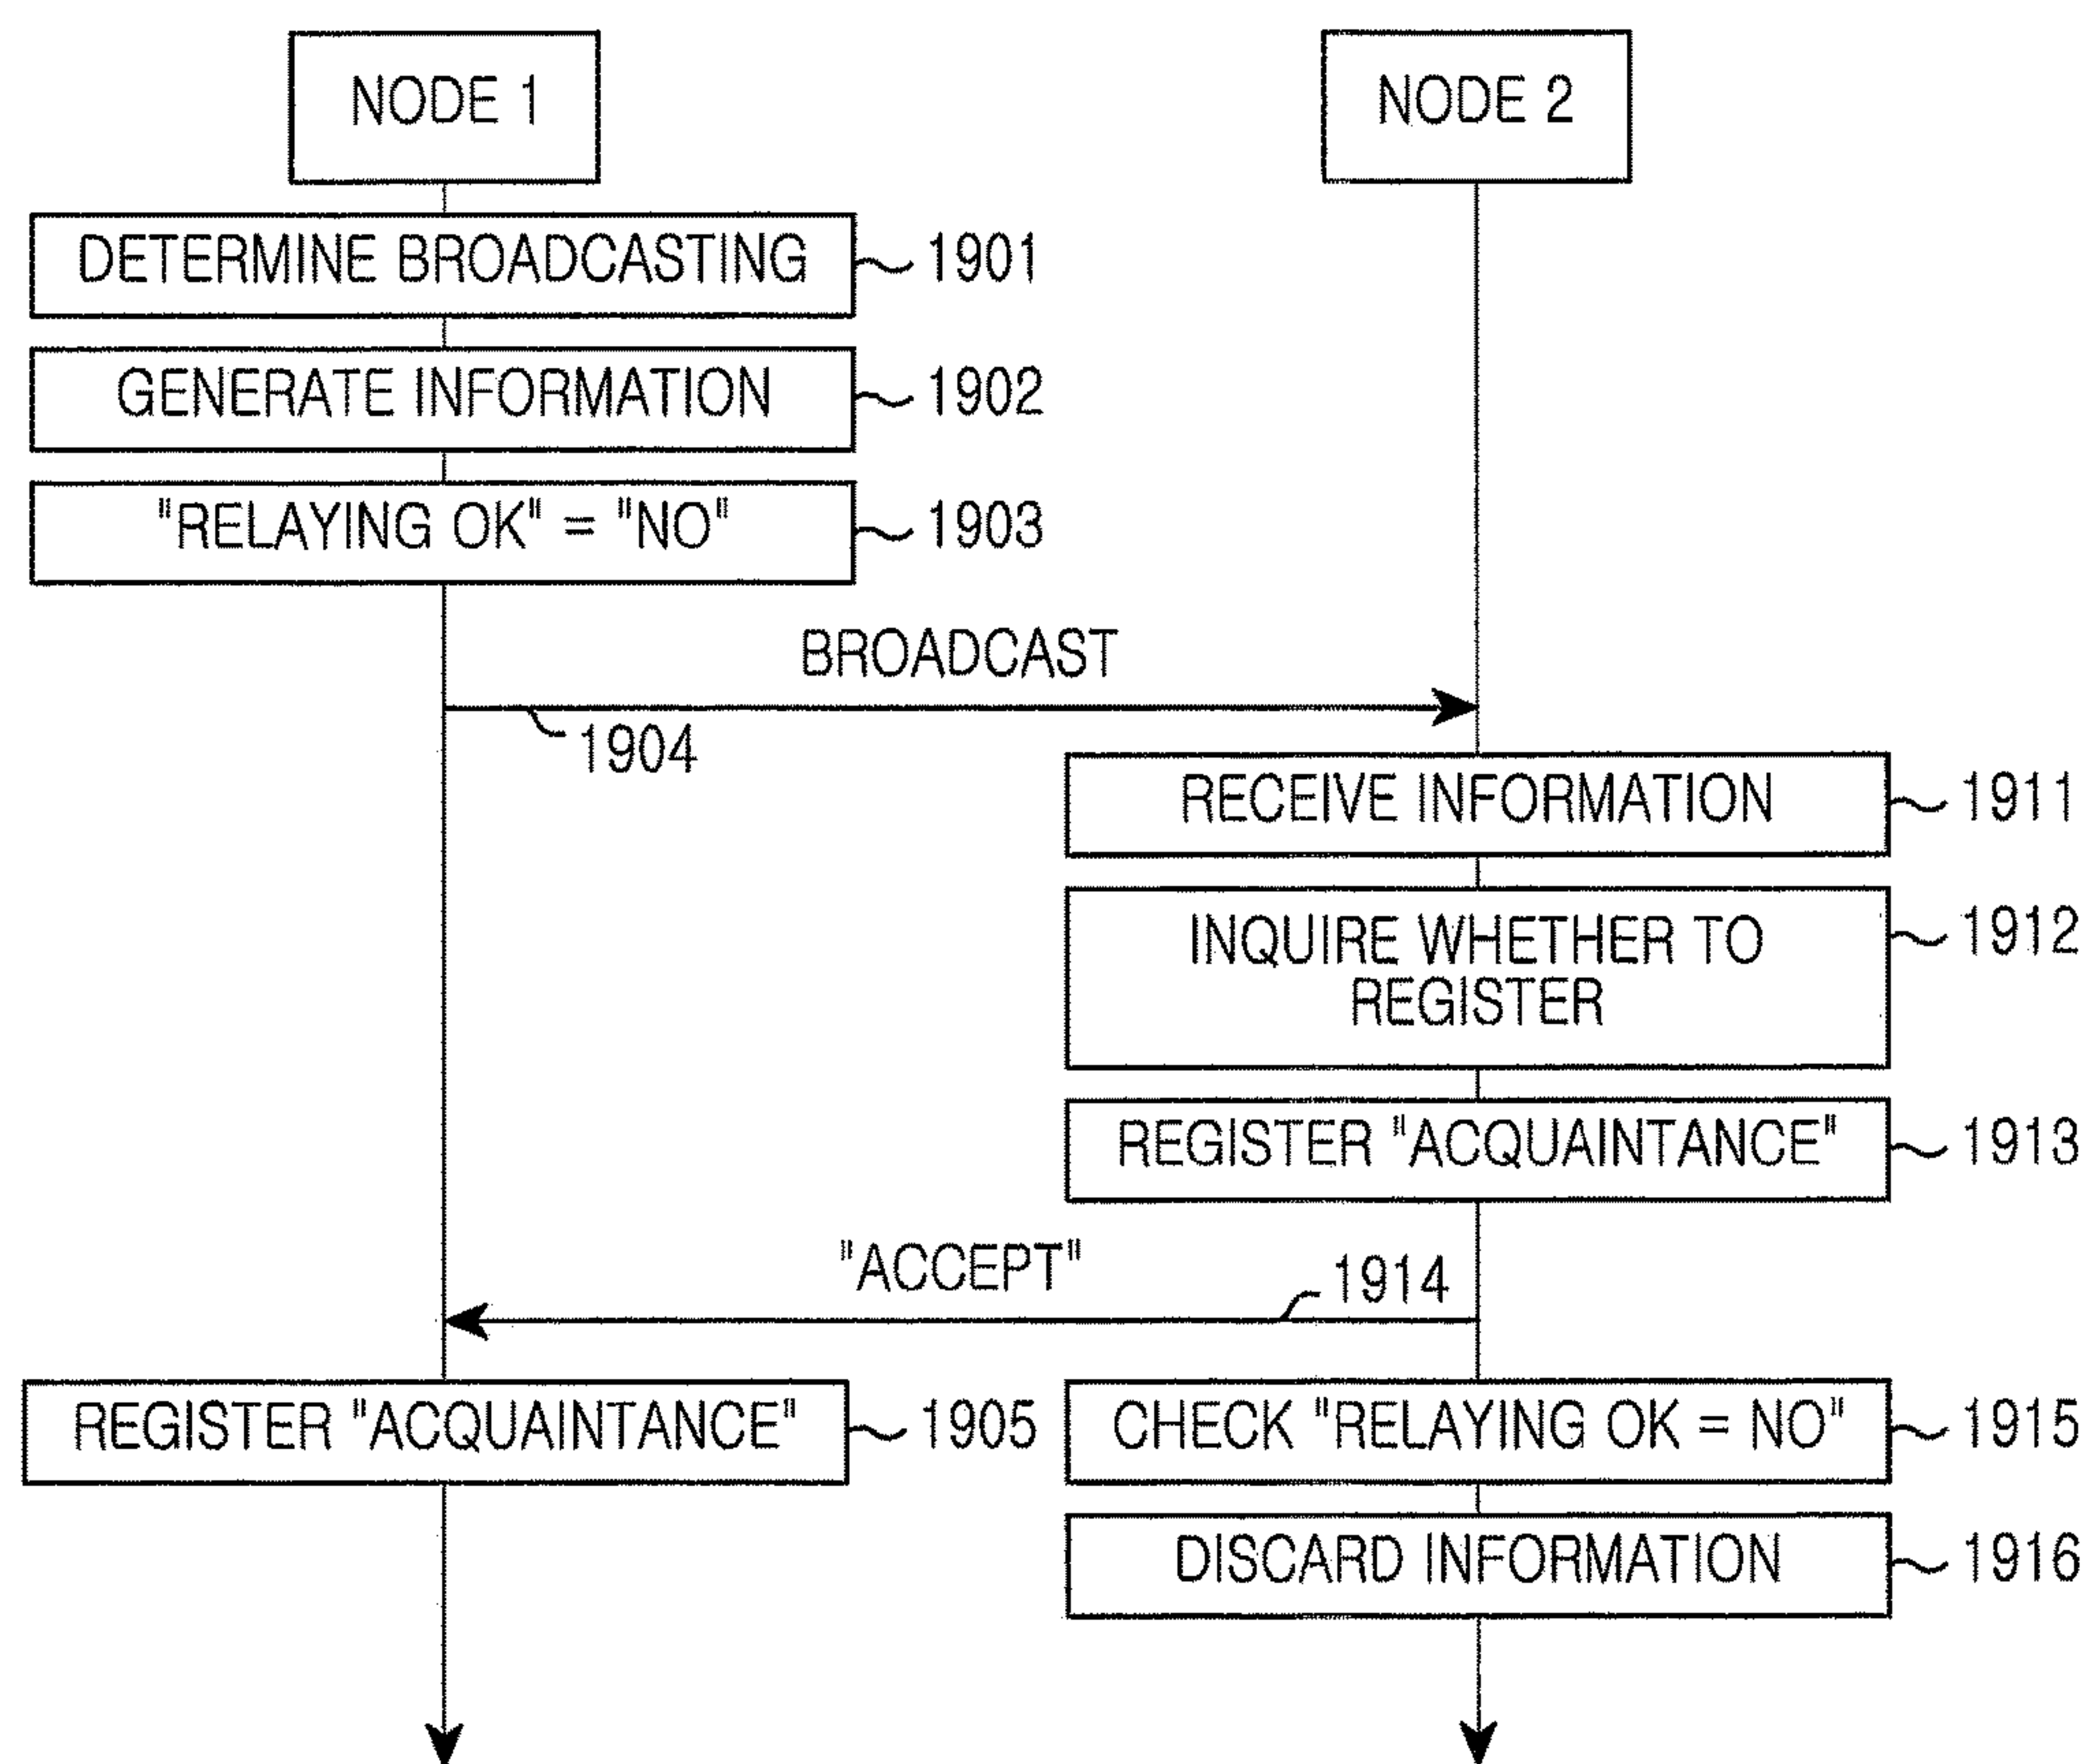 NODE 1
NODE 2
DETERMINE BROADCASTING
1901
GENERATE INFORMATION
1902
"RELAYING OK" = "NO"
1903
BROADCAST
1904
RECEIVE INFORMATION
1911
INQUIRE WHETHER TO
REGISTER
1912
REGISTER "ACQUAINTANCE"
1913
"ACCEPT"
1914
REGISTER "ACQUAINTANCE"
1905
CHECK "RELAYING OK = NO"
1915
DISCARD INFORMATION
1916